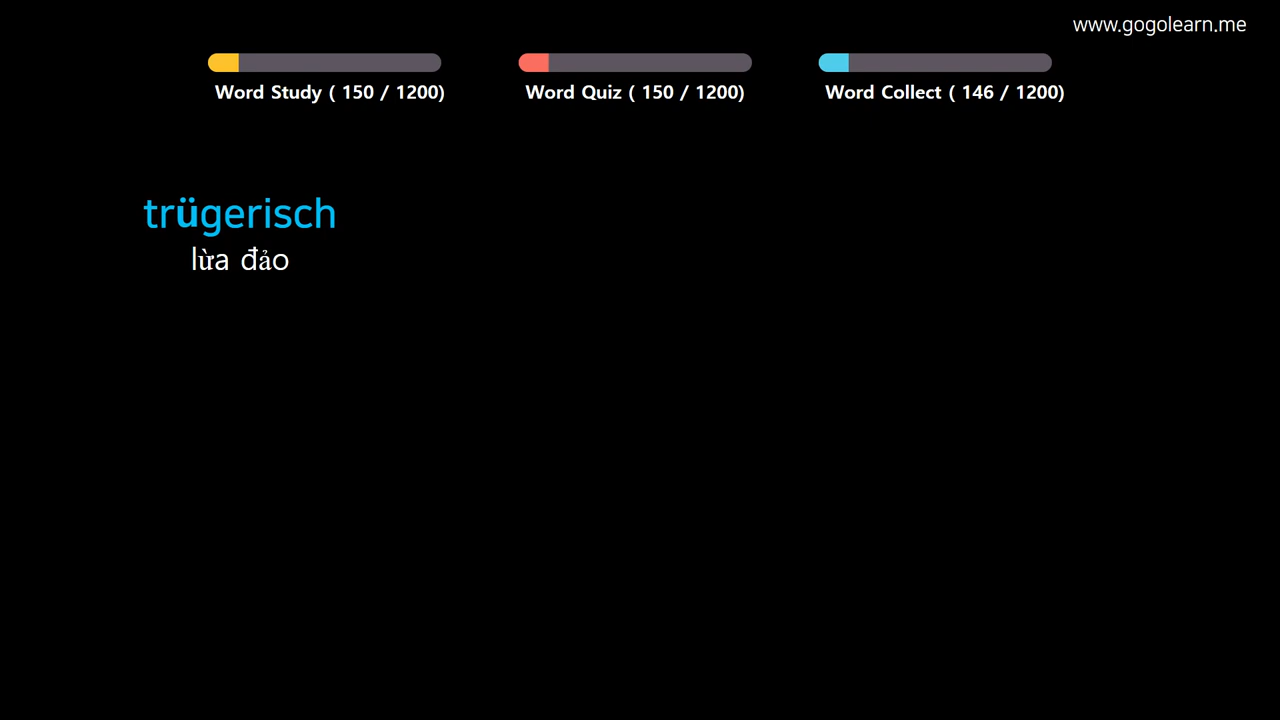 www.gogolearn.me
Word Study ( 150 / 1200)
Word Quiz ( 150 / 1200)
Word Collect ( 146 / 1200)
trügerisch
lừa đảo